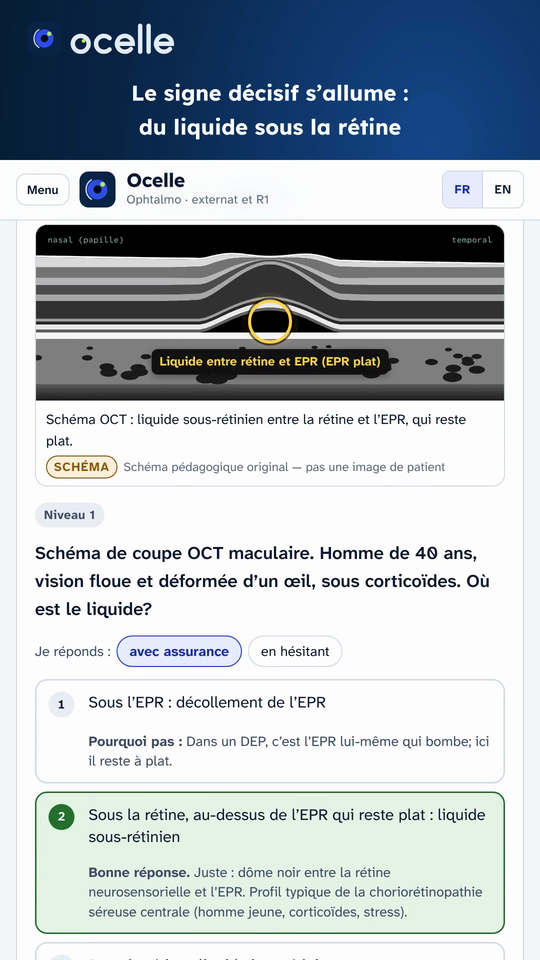 ocelle
Le signe décisif s’allume :
du liquide sous la rétine
Menu
Ocelle
Ophtalmo · externat et R1
FR
EN
nasal (papille)
temporal
Liquide entre rétine et EPR (EPR plat)
Schéma OCT : liquide sous-rétinien entre la rétine et l’EPR, qui reste
plat.
SCHÉMA
Schéma pédagogique original — pas une image de patient
Niveau 1
Schéma de coupe OCT maculaire. Homme de 40 ans,
vision floue et déformée d’un œil, sous corticoïdes. Où
est le liquide?
Je réponds :
avec assurance
en hésitant
1
Sous l’EPR : décollement de l’EPR
Pourquoi pas : Dans un DEP, c’est l’EPR lui-même qui bombe; ici
il reste à plat.
2
Sous la rétine, au-dessus de l’EPR qui reste plat : liquide
sous-rétinien
Bonne réponse. Juste : dôme noir entre la rétine
neurosensorielle et l’EPR. Profil typique de la choriorétinopathie
séreuse centrale (homme jeune, corticoïdes, stress).